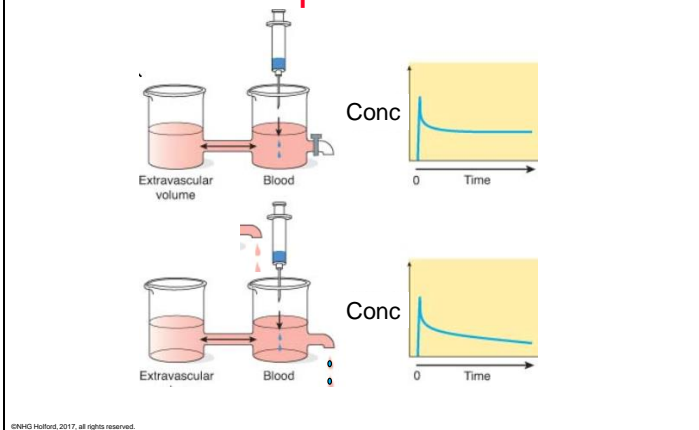 Conc
Extravascular
volume
Blood
0
Time
Conc
Extravascular
Blood
0
Time
©NHG Holford, 2017, all rights reserved.